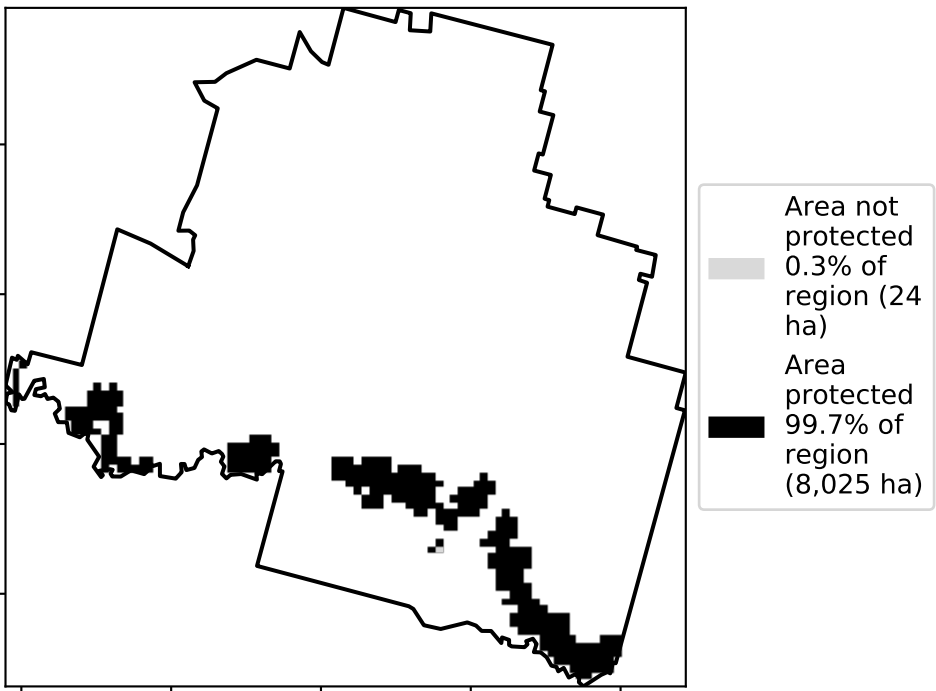 Area not
protected
0.3% of
region (24
ha)
Area
protected
99.7% of
region
(8,025 ha)